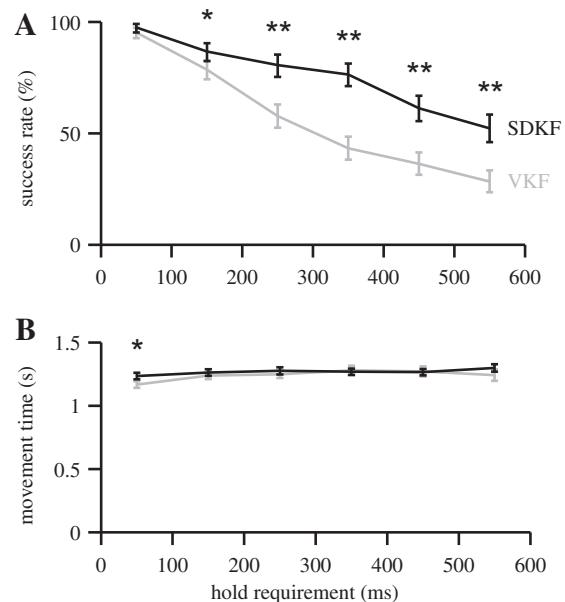 A
success rate (%)
100
50
0
* ** ** ** **
SDKF
VKF
0 100 200 300 400 500 600
B
movement time (s)
*
1.5
1
0.5
0
0 100 200 300 400 500 600
hold requirement (ms)